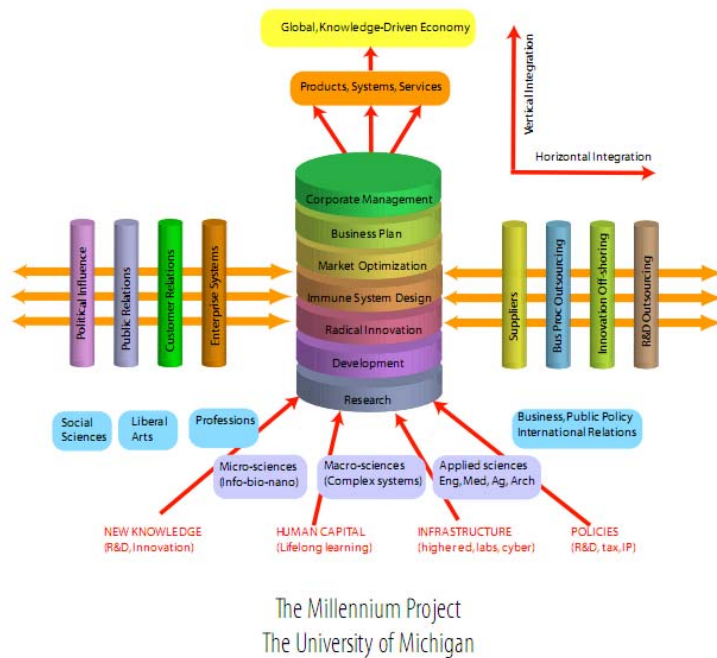 Global, Knowledge-Driven Economy
Products, Systems, Services
Vertical Integration
Horizontal Integration
Corporate Management
Business Plan
Market Optimization
Immune System Design
Radical Innovation
Development
Research
Political Influence
Public Relations
Customer Relations
Enterprise Systems
Suppliers
Bus Proc Outsourcing
Innovation Off-shoring
R&D Outsourcing
Social
Sciences
Liberal
Arts
Professions
Business, Public Policy
International Relations
Micro-sciences
(Info-bio-nano)
Macro-sciences
(Complex systems)
Applied sciences
Eng, Med, Ag, Arch
NEW KNOWLEDGE
(R&D, Innovation)
HUMAN CAPITAL
(Lifelong learning)
INFRASTRUCTURE
(higher ed, labs, cyber)
POLICIES
(R&D, tax, IP)
The Millennium Project
The University of Michigan